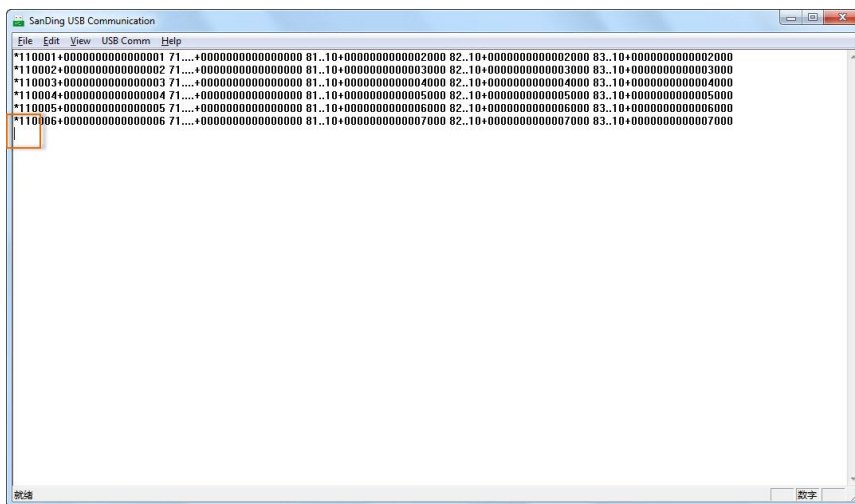 SanDing USB Communication
File Edit View USB Comm Help
*110001+0000000000000001 71....+0000000000000000 81..10+0000000000002000 82..10+0000000000002000 83..10+0000000000002000
*110002+0000000000000002 71....+0000000000000000 81..10+0000000000003000 82..10+0000000000003000 83..10+0000000000003000
*110003+0000000000000003 71....+0000000000000000 81..10+0000000000004000 82..10+0000000000004000 83..10+0000000000004000
*110004+0000000000000004 71....+0000000000000000 81..10+0000000000005000 82..10+0000000000005000 83..10+0000000000005000
*110005+0000000000000005 71....+0000000000000000 81..10+0000000000006000 82..10+0000000000006000 83..10+0000000000006000
*110006+0000000000000006 71....+0000000000000000 81..10+0000000000007000 82..10+0000000000007000 83..10+0000000000007000
就绪 数字